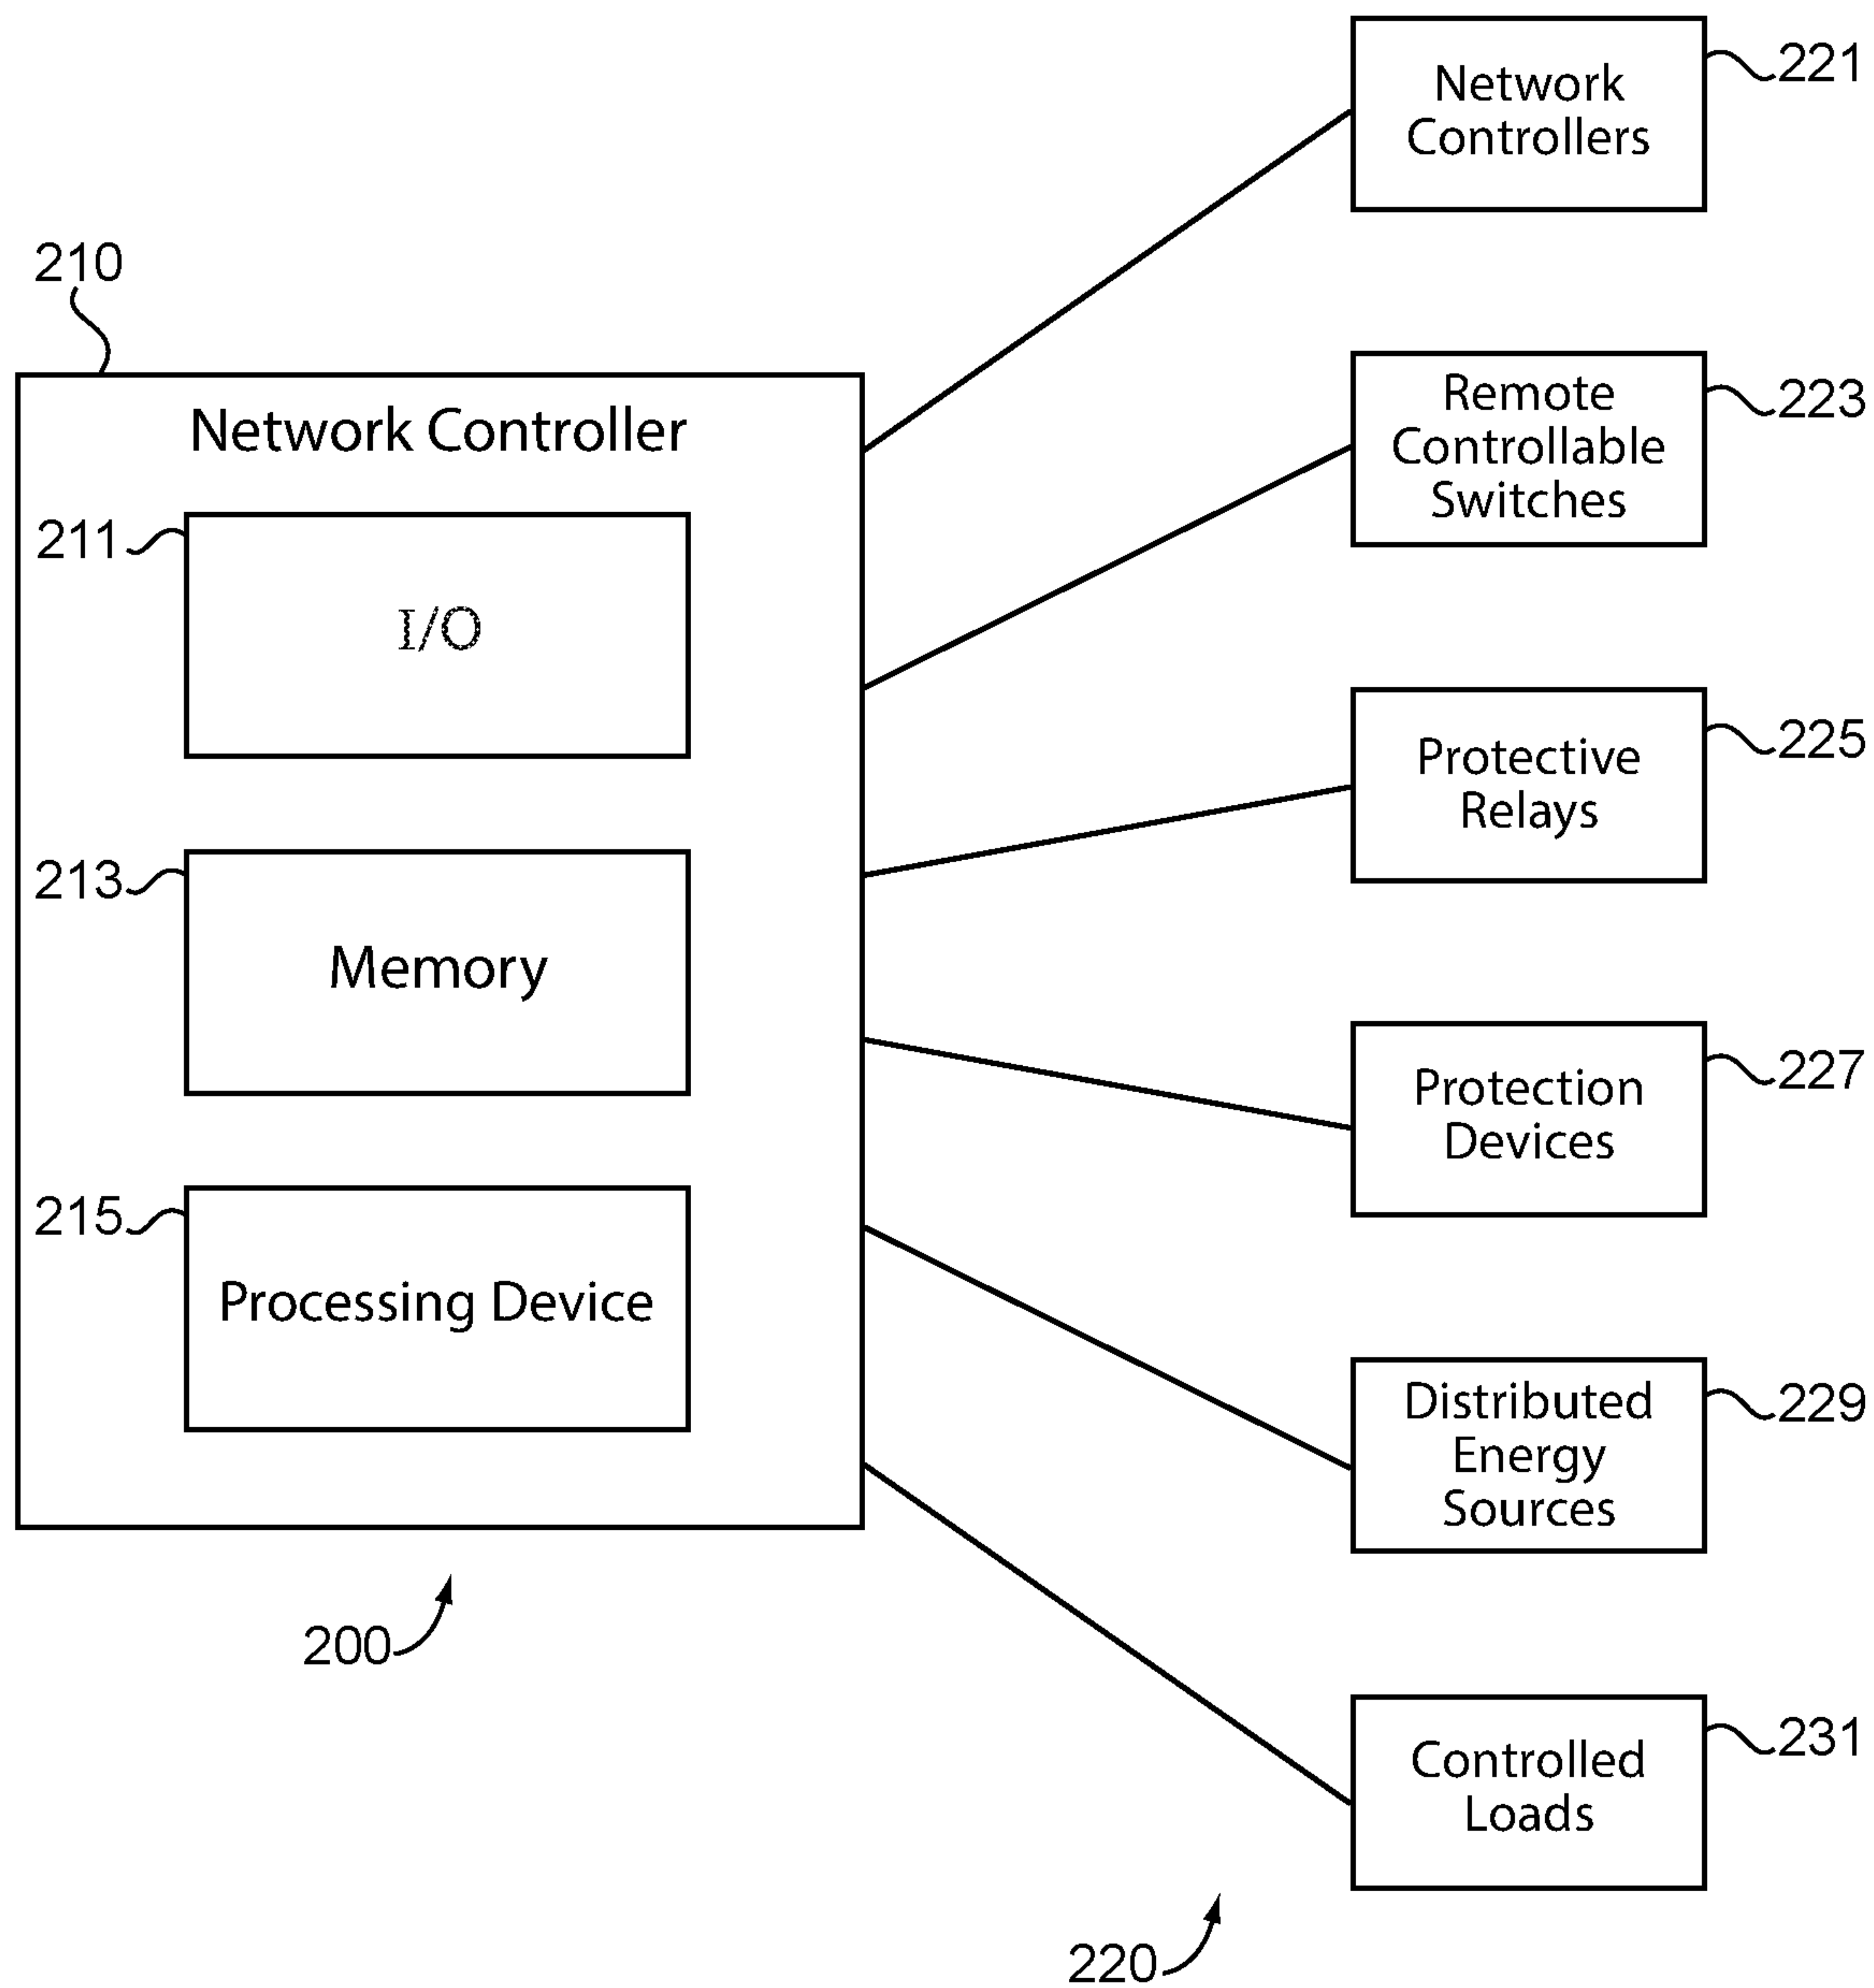 210
Network Controller
211
I/O
213
Memory
215
Processing Device
200
Network
Controllers
221
Remote
Controllable
Switches
223
Protective
Relays
225
Protection
Devices
227
Distributed
Energy
Sources
229
Controlled
Loads
231
220